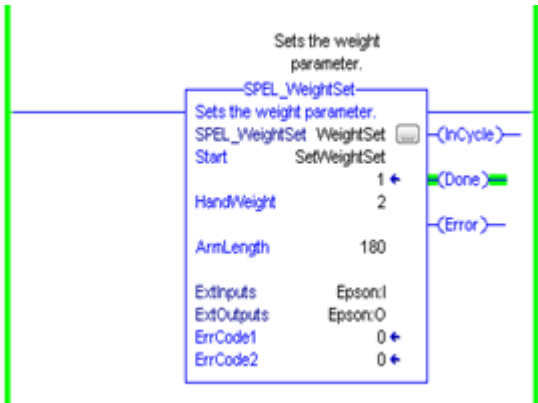 Sets the weight
parameter.
SPEL_WeightSet
Sets the weight parameter.
SPEL_WeightSet WeightSet ...
(InCycle)
Start SetWeightSet
1
(Done)
HandWeight 2
(Error)
ArmLength 180
ExtInputs Epson:I
ExtOutputs Epson:O
ErrCode1 0
ErrCode2 0